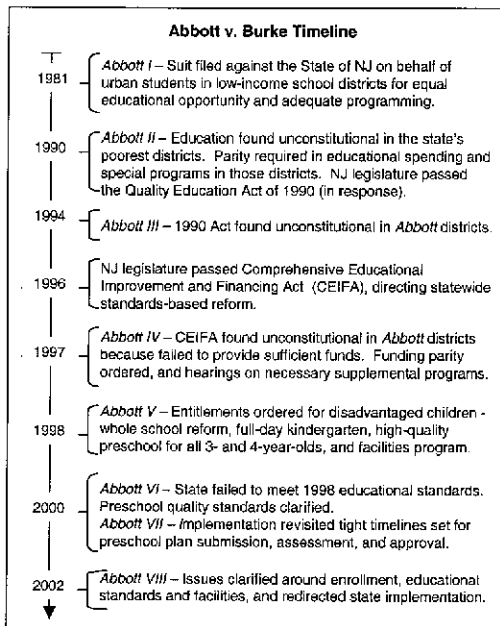 Abbott v. Burke Timeline
1981
Abbott I – Suit filed against the State of NJ on behalf of
urban students in low-income school districts for equal
educational opportunity and adequate programming.
1990
Abbott II – Education found unconstitutional in the state's
poorest districts. Parity required in educational spending and
special programs in those districts. NJ legislature passed
the Quality Education Act of 1990 (in response).
1994
Abbott III – 1990 Act found unconstitutional in Abbott districts.
1996
NJ legislature passed Comprehensive Educational
Improvement and Financing Act (CEIFA), directing statewide
standards-based reform.
1997
Abbott IV – CEIFA found unconstitutional in Abbott districts
because failed to provide sufficient funds. Funding parity
ordered, and hearings on necessary supplemental programs.
1998
Abbott V – Entitlements ordered for disadvantaged children -
whole school reform, full-day kindergarten, high-quality
preschool for all 3- and 4-year-olds, and facilities program.
2000
Abbott VI – State failed to meet 1998 educational standards.
Preschool quality standards clarified.
Abbott VII – Implementation revisited tight timelines set for
preschool plan submission, assessment, and approval.
2002
Abbott VIII – Issues clarified around enrollment, educational
standards and facilities, and redirected state implementation.